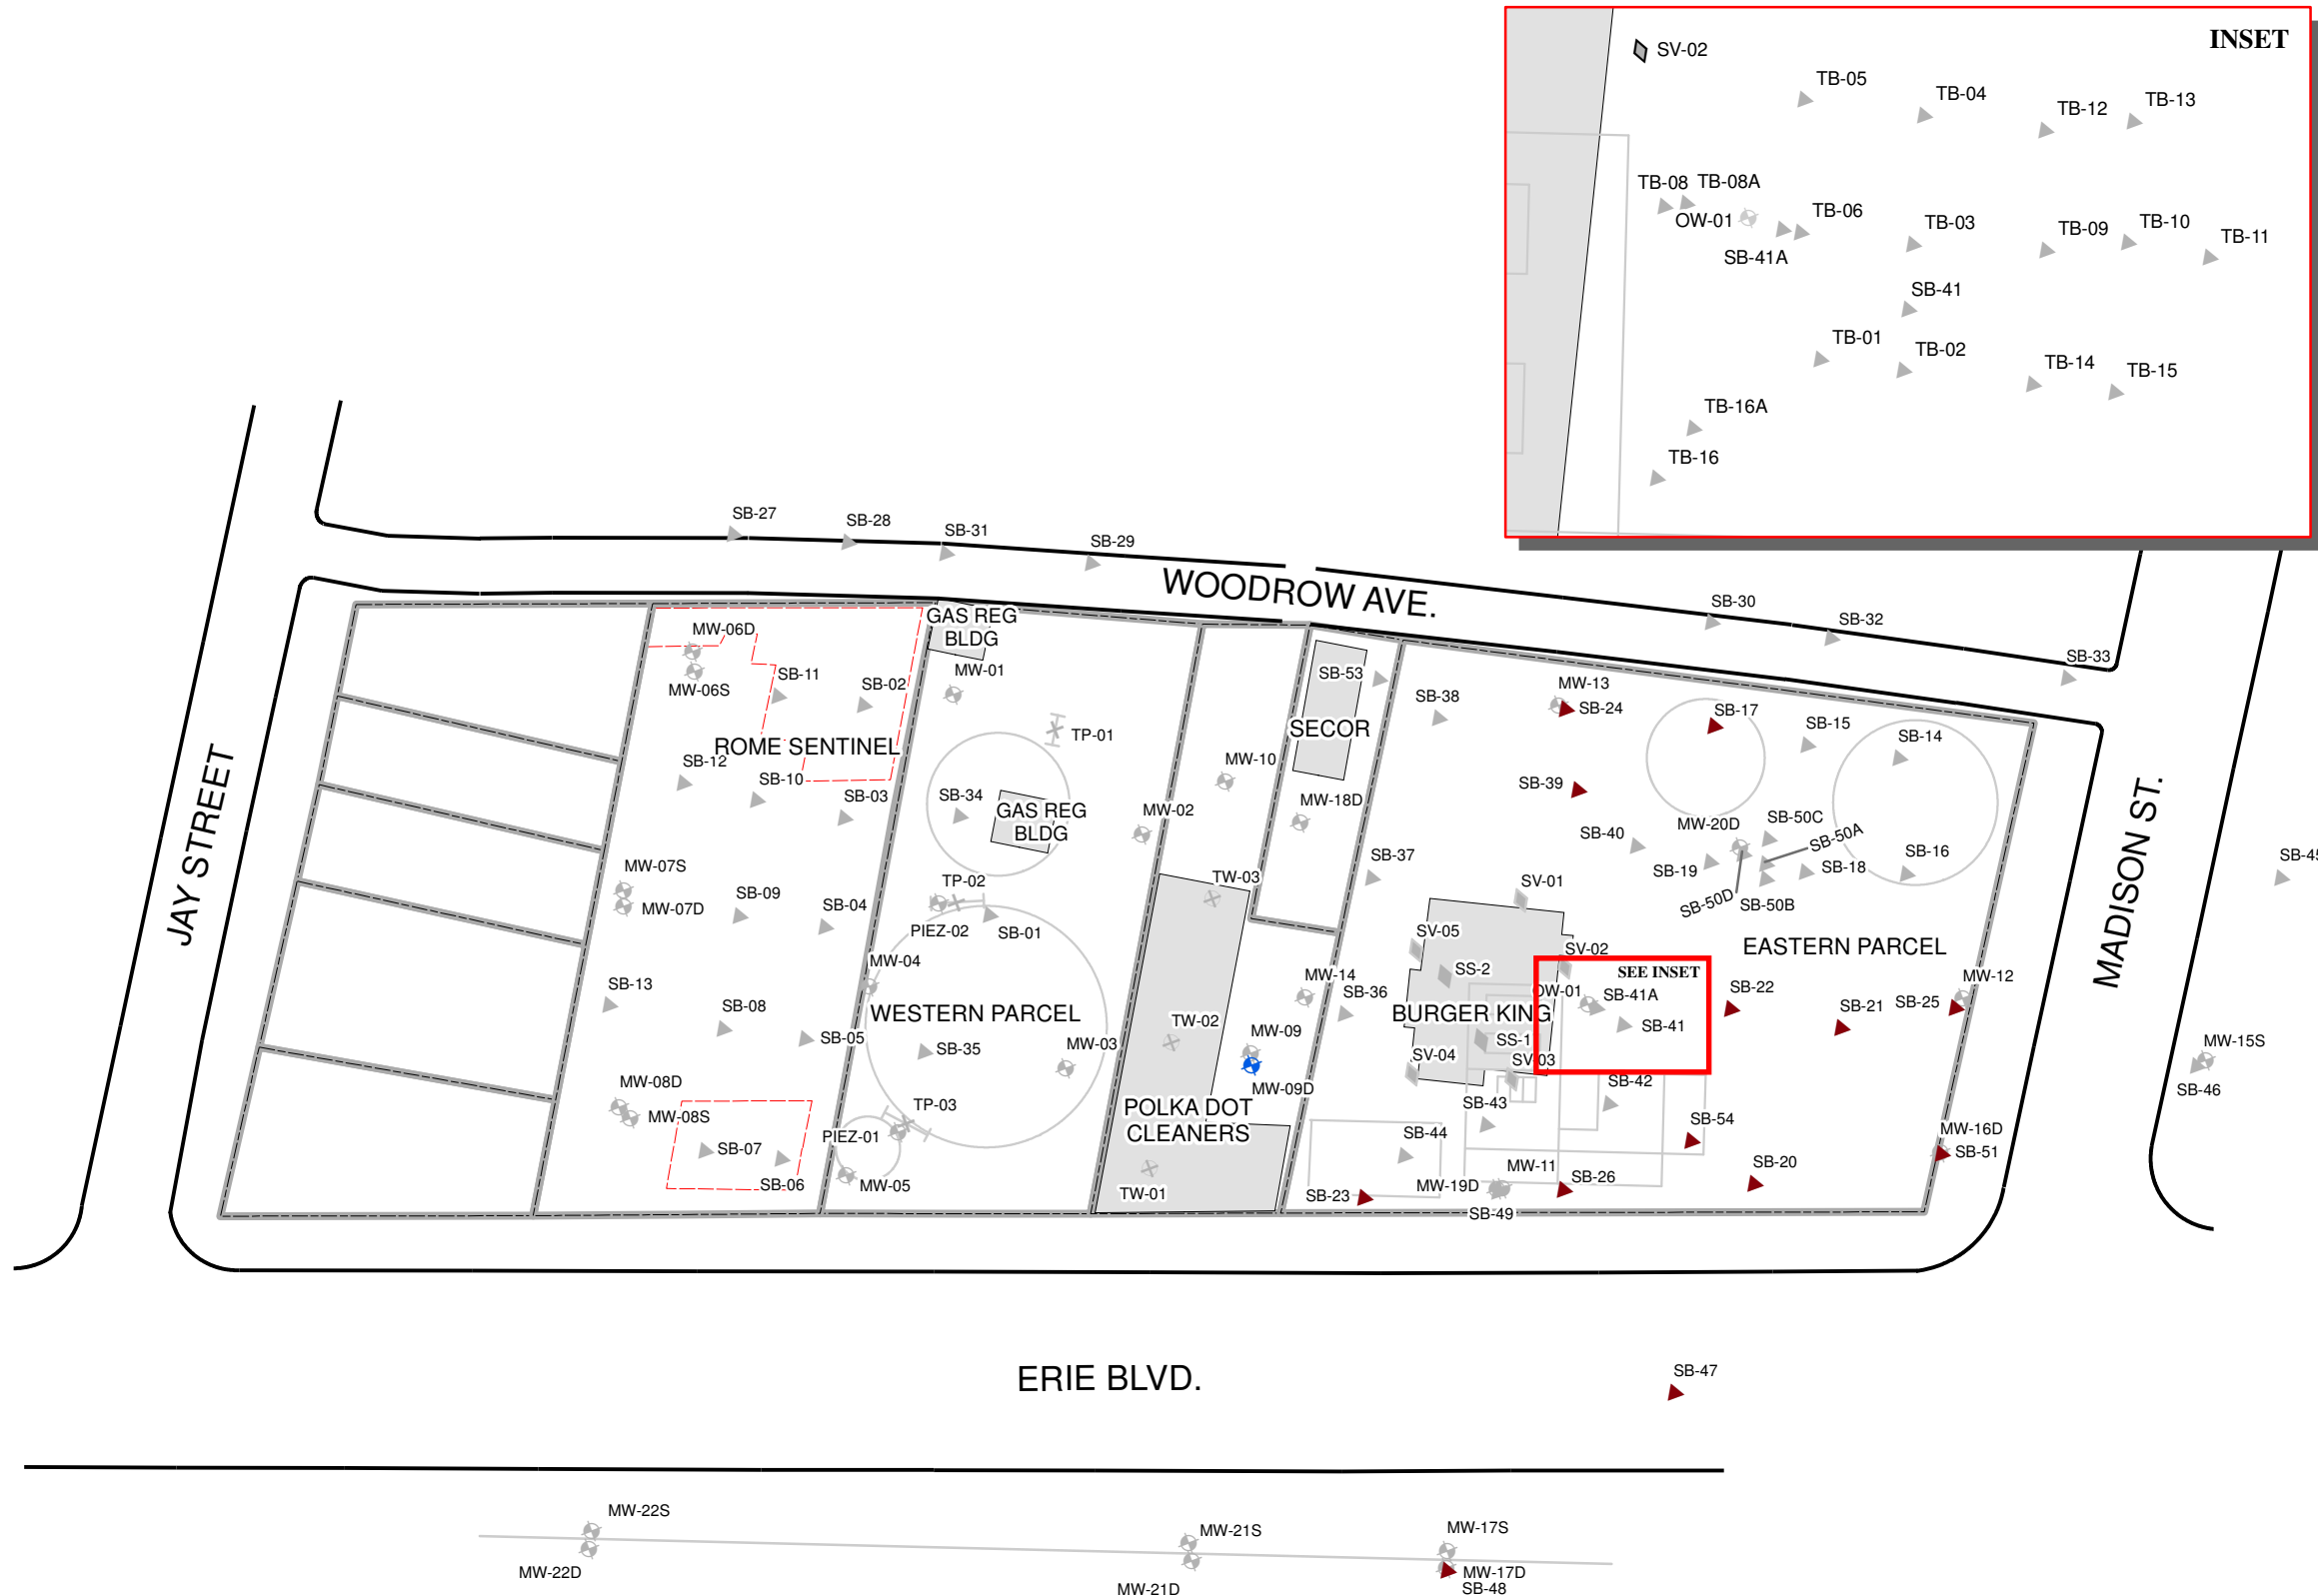 INSET
SV-02
TB-05
TB-04
TB-12
TB-13
TB-08
TB-08A
OW-01
TB-06
SB-41A
TB-03
TB-09
TB-10
TB-11
SB-41
TB-01
TB-02
TB-14
TB-15
TB-16A
TB-16
SB-27
SB-28
SB-31
SB-29
WOODROW AVE.
SB-30
SB-32
SB-33
GAS REG
BLDG
MW-06D
MW-06S
SB-11
SB-02
MW-01
TP-01
ROME SENTINEL
SB-12
SB-10
SB-03
SB-34
GAS REG
BLDG
MW-02
MW-10
SB-53
SECOR
MW-18D
SB-38
MW-13
SB-24
SB-17
SB-15
SB-14
SB-39
SB-40
MW-20D
SB-50C
SB-50A
SB-19
SB-18
SB-16
SB-50D
SB-50B
SB-37
JAY STREET
MADISON ST.
SB-45
MW-07S
MW-07D
SB-09
SB-04
TP-02
PIEZ-02
SB-01
TW-03
SV-01
SV-05
SS-2
SV-02
EASTERN PARCEL
MW-04
SB-13
SB-08
SB-05
WESTERN PARCEL
SB-35
MW-03
TW-02
MW-14
SB-36
MW-09
MW-09D
BURGER KING
SEE INSET
OW-01
SB-41A
SB-41
SS-1
SV-04
SV-03
SB-22
SB-21
SB-25
MW-12
MW-15S
SB-46
MW-08D
MW-08S
SB-07
SB-06
TP-03
PIEZ-01
MW-05
POLKA DOT
CLEANERS
TW-01
SB-42
SB-43
SB-44
SB-54
MW-16D
SB-51
SB-23
MW-19D
MW-11
SB-49
SB-26
SB-20
ERIE BLVD.
SB-47
MW-22S
MW-22D
MW-21S
MW-21D
MW-17S
MW-17D
SB-48